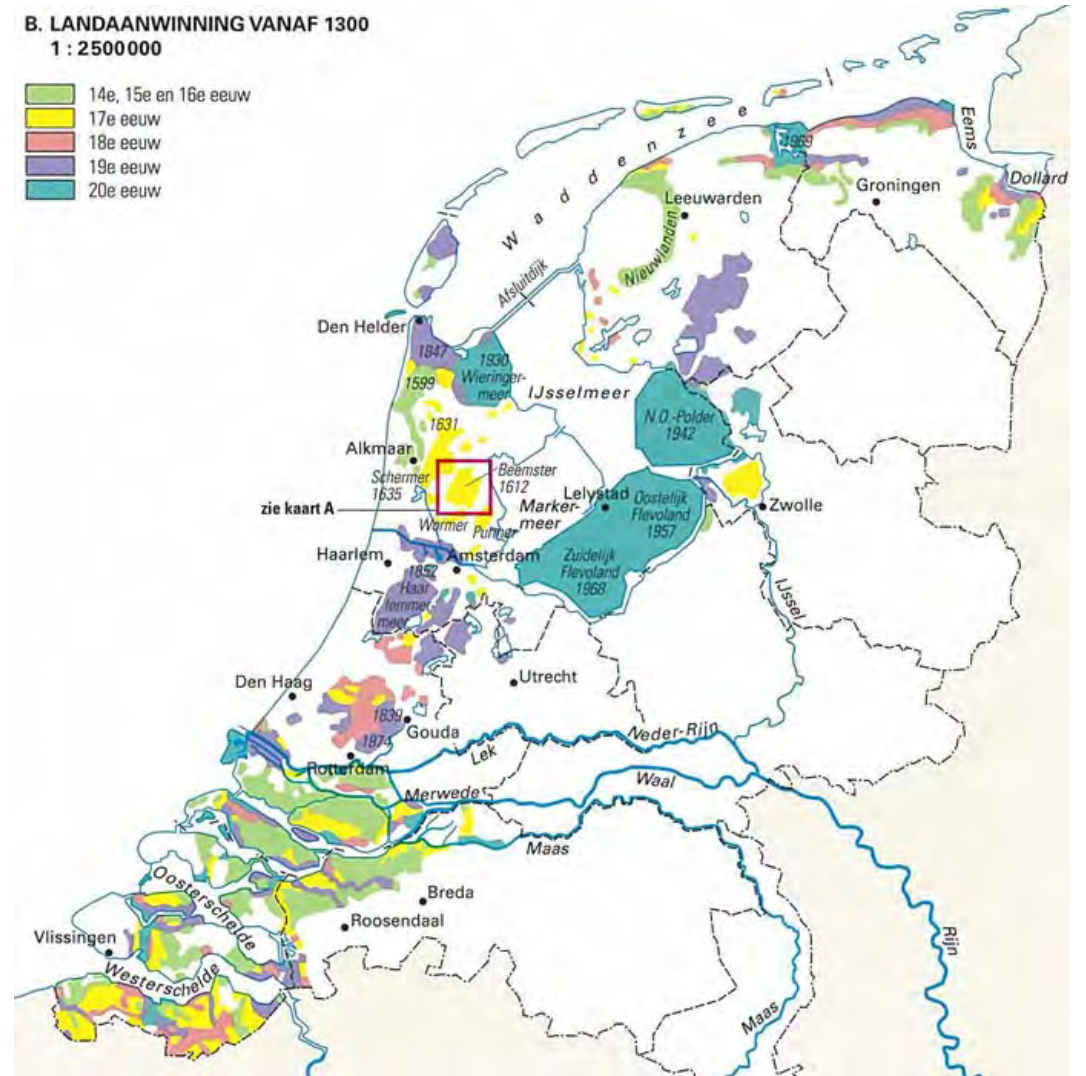 B. LANDAANWINNING VANAF 1300
1 : 2500000
14e, 15e en 16e eeuw
17e eeuw
18e eeuw
19e eeuw
20e eeuw
Waddenzee
Eems
1969
Dollard
Groningen
Leeuwarden
Nieuwlanden
Afsluitdijk
Den Helder
1847
1930
Wieringer-
meer
1599
IJsselmeer
N.O.-Polder
1942
1631
Alkmaar
Schermer
1635
Beemster
1612
zie kaart A
Marker-
meer
Lelystad
Oostelijk
Flevoland
1957
Zwolle
Wormer
Purmer
Haarlem
Amsterdam
1852
Haar
lemmer
meer
Zuidelijk
Flevoland
1968
IJssel
Utrecht
Den Haag
1839
Gouda
1874
Rotterdam
Lek
Neder-Rijn
Merwede
Waal
Maas
Oosterschelde
Breda
Roosendaal
Vlissingen
Westerschelde
Rijn
Maas